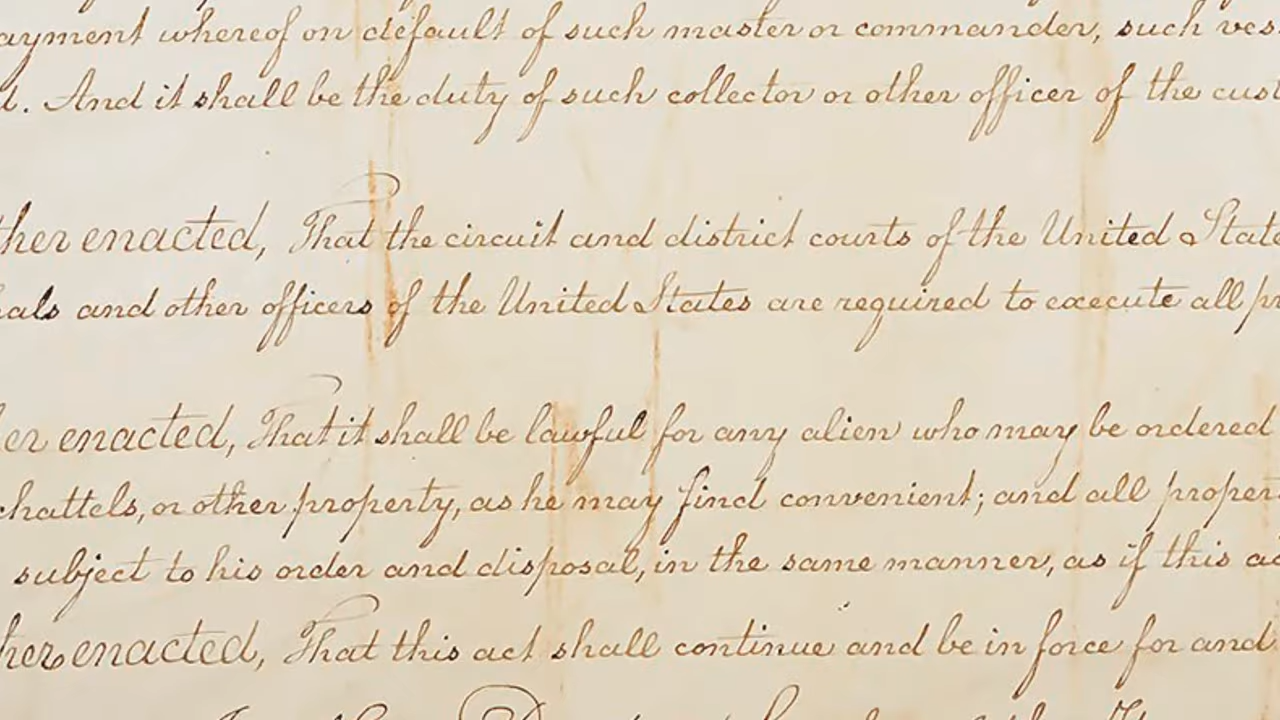 ayment whereof on default of such master or commander, such ves
d. And it shall be the duty of such collector or other officer of the cust
ther enacted, That the circuit and district courts of the United State
als and other officers of the United States are required to execute all pr
her enacted, That it shall be lawful for any alien who may be ordered
chattels, or other property, as he may find convenient; and all proper
subject to his order and disposal, in the same manner, as if this ac
her enacted, That this act shall continue and be in force for and